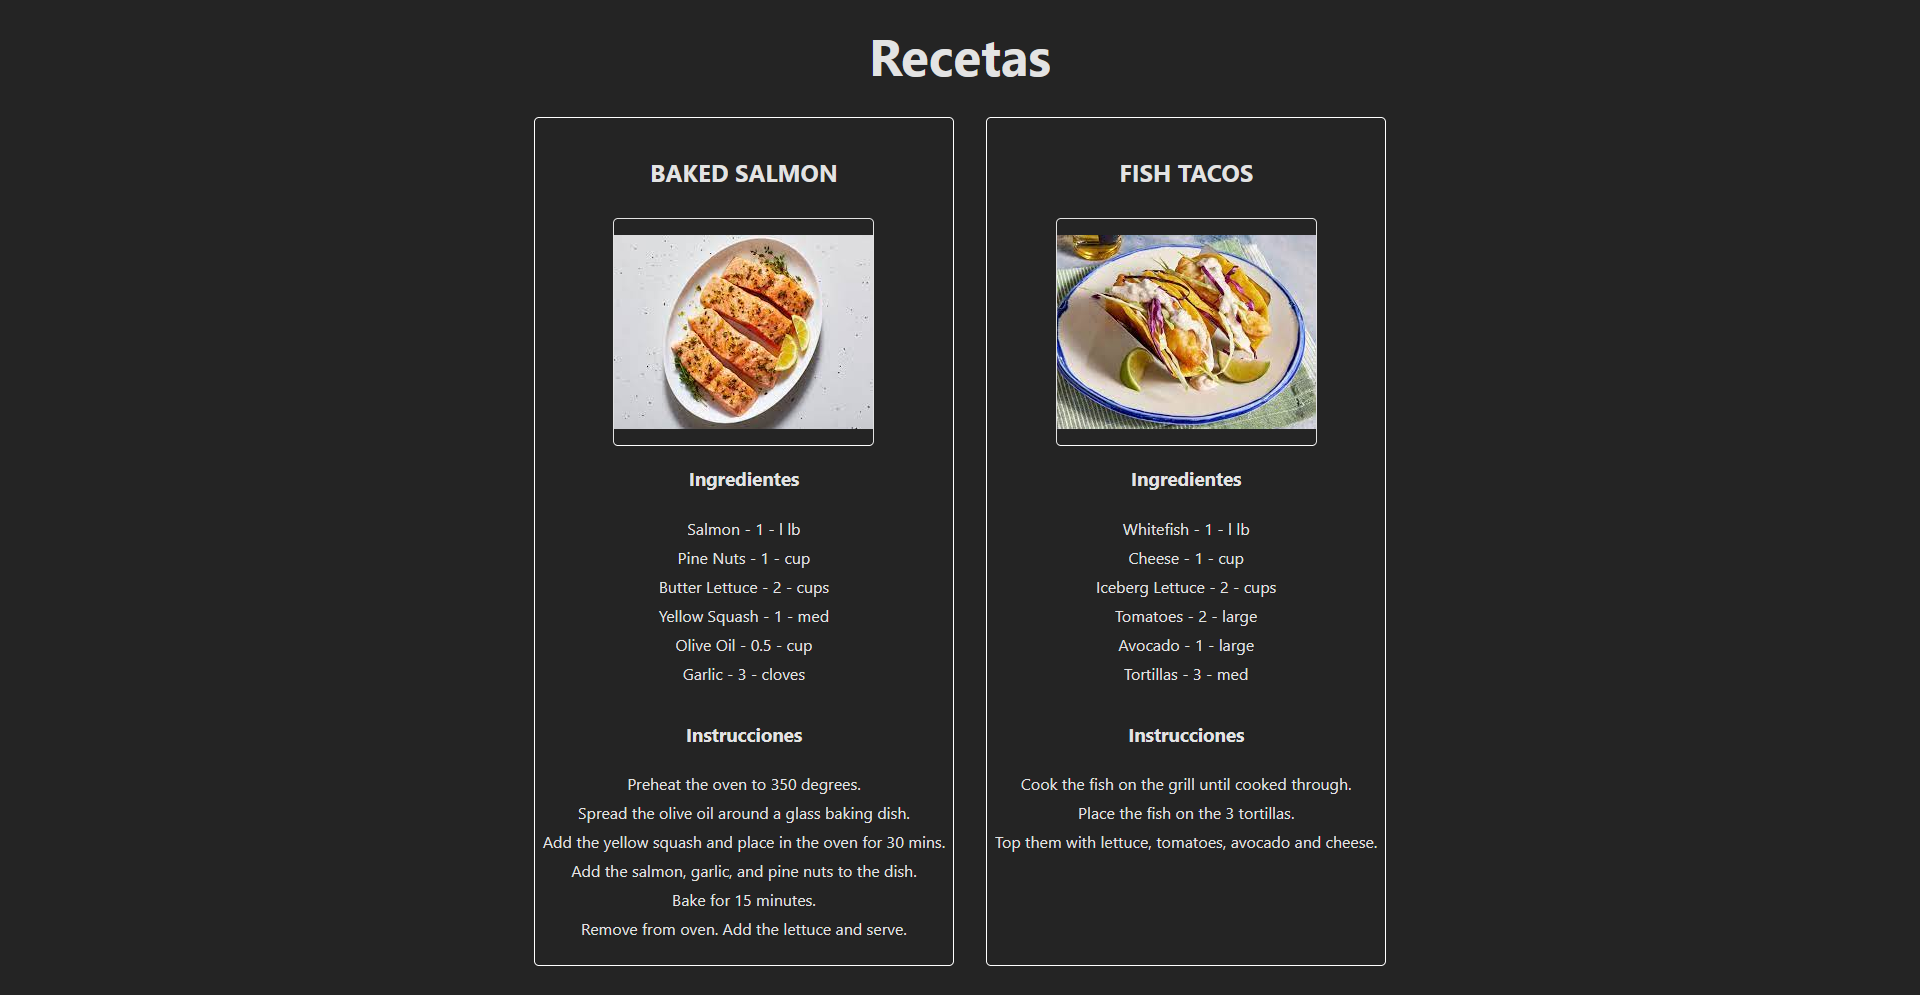 Recetas
BAKED SALMON
Ingredientes
Salmon - 1 - l lb
Pine Nuts - 1 - cup
Butter Lettuce - 2 - cups
Yellow Squash - 1 - med
Olive Oil - 0.5 - cup
Garlic - 3 - cloves
Instrucciones
Preheat the oven to 350 degrees.
Spread the olive oil around a glass baking dish.
Add the yellow squash and place in the oven for 30 mins.
Add the salmon, garlic, and pine nuts to the dish.
Bake for 15 minutes.
Remove from oven. Add the lettuce and serve.
FISH TACOS
Ingredientes
Whitefish - 1 - l lb
Cheese - 1 - cup
Iceberg Lettuce - 2 - cups
Tomatoes - 2 - large
Avocado - 1 - large
Tortillas - 3 - med
Instrucciones
Cook the fish on the grill until cooked through.
Place the fish on the 3 tortillas.
Top them with lettuce, tomatoes, avocado and cheese.